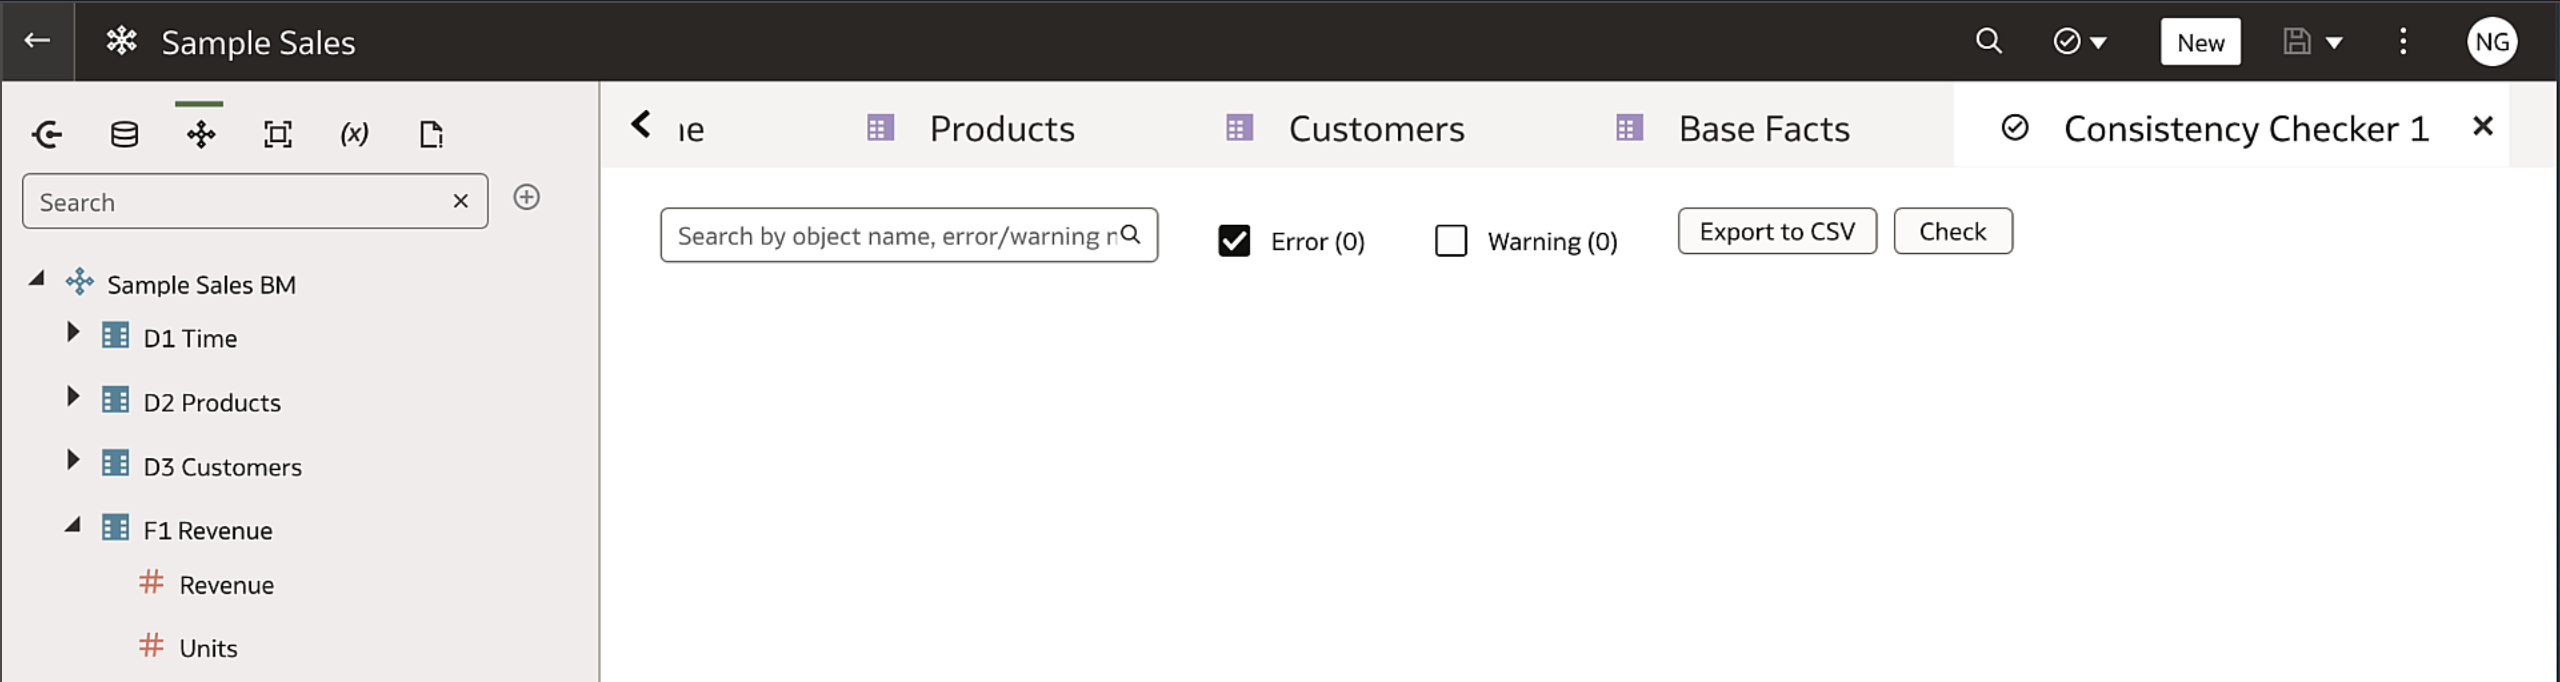 Sample Sales
New
NG
(x)
Search
ne
Products
Customers
Base Facts
Consistency Checker 1
Search by object name, error/warning
Error (0)
Warning (0)
Export to CSV
Check
Sample Sales BM
D1 Time
D2 Products
D3 Customers
F1 Revenue
# Revenue
# Units